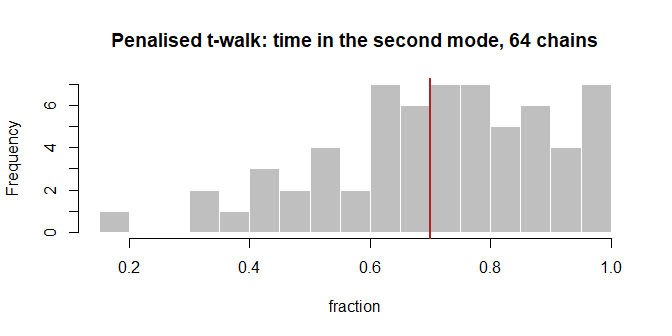 Penalised t-walk: time in the second mode, 64 chains
Frequency
6
4
2
0
0.2 0.4 0.6 0.8 1.0
fraction